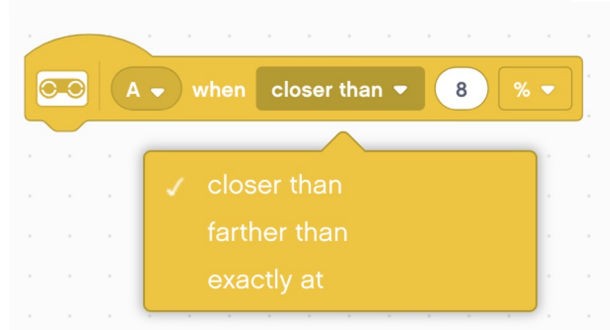 A when closer than 8 %
closer than
farther than
exactly at